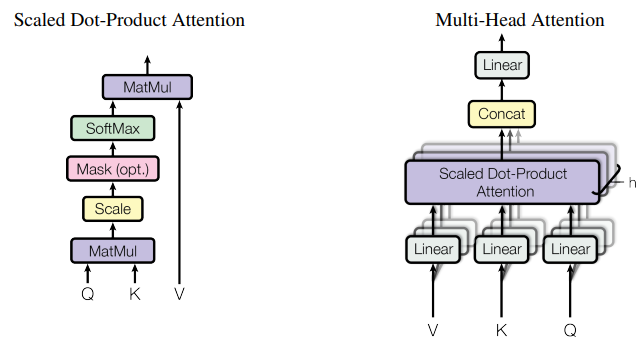 Scaled Dot-Product Attention
MatMul
SoftMax
Mask (opt.)
Scale
MatMul
Q K V
Multi-Head Attention
Linear
Concat
Scaled Dot-Product
Attention
h
Linear Linear Linear
V K Q